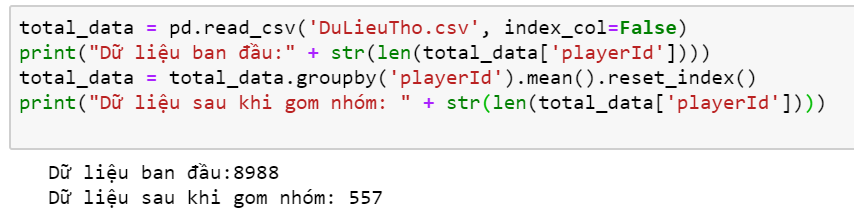 total_data = pd.read_csv('DuLieuTho.csv', index_col=False)
print("Dữ liệu ban đầu:" + str(len(total_data['playerId'])))
total_data = total_data.groupby('playerId').mean().reset_index()
print("Dữ liệu sau khi gom nhóm: " + str(len(total_data['playerId'])))
Dữ liệu ban đầu:8988
Dữ liệu sau khi gom nhóm: 557